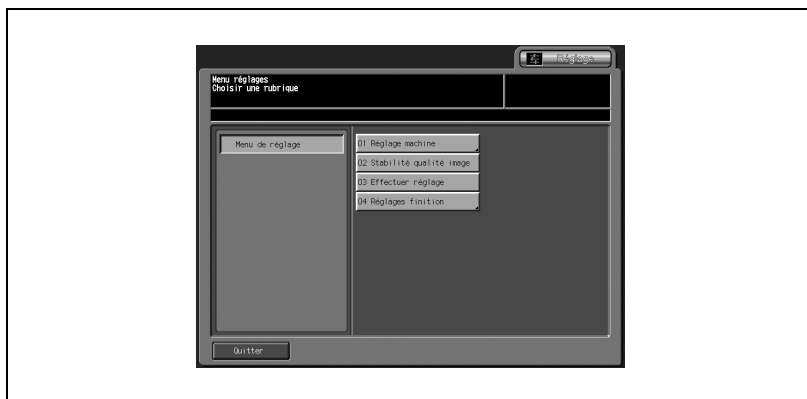 Réglage
Menu réglages
Choisir une rubrique
Menu de réglage
01 Réglage machine
02 Stabilité qualité image
03 Effectuer réglage
04 Réglages finition
Quitter